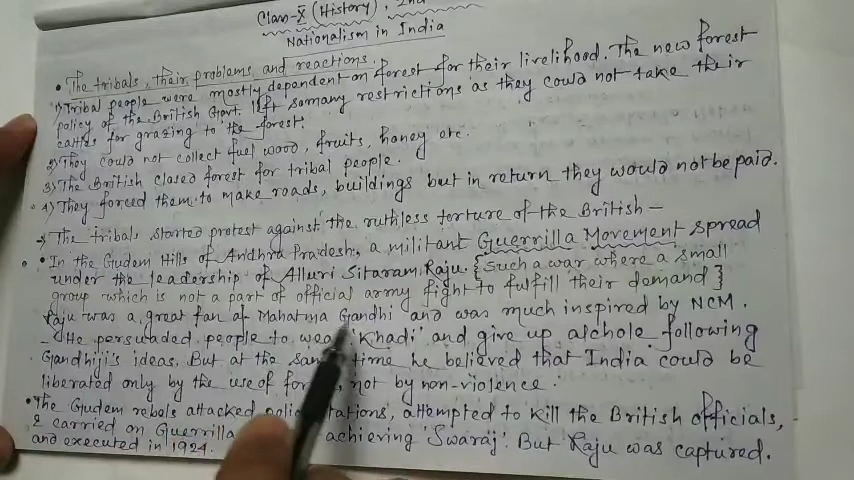 Class-X (History), 2nd
Nationalism in India
• The tribals, their problems and reactions.
1) Tribal people were mostly dependent on forest for their livelihood. The new forest
policy of the British Govt. left somany restrictions as they could not take their
cattles for grazing to the forest.
2) They could not collect fuel wood, fruits, honey etc.
3) The British closed forest for tribal people.
4) They forced them to make roads, buildings but in return they would not be paid.
→ The tribals started protest against the ruthless torture of the British —
• In the Gudem Hills of Andhra Pradesh, a militant Guerrilla Movement spread
under the leadership of Alluri Sitaram Raju. {Such a war where a small
group which is not a part of official army fight to fulfill their demand}
Raju was a great fan of Mahatma Gandhi and was much inspired by NCM.
– He persuaded people to wear 'Khadi' and give up alchole following
Gandhiji's ideas. But at the time he believed that India could be
liberated only by the use of not by non-violence.
• The Gudem rebels attacked attempted to kill the British officials,
& carried on Guerrilla achieving 'Swaraj'. But Raju was captured.
and executed in 1924.